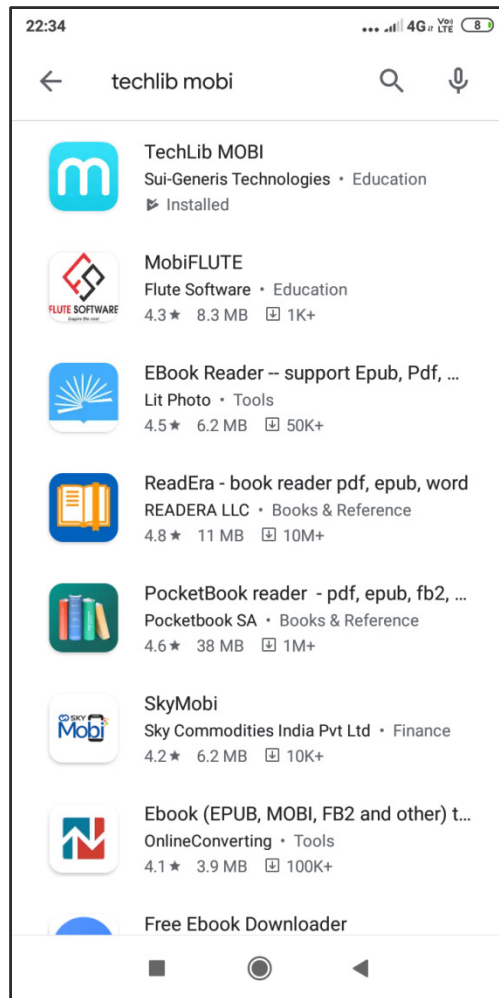 22:34
4G Vo) LTE 8
techlib mobi
TechLib MOBI
Sui-Generis Technologies • Education
Installed
MobiFLUTE
Flute Software • Education
4.3★ 8.3 MB 1K+
FLUTE SOFTWARE
EBook Reader -- support Epub, Pdf, ...
Lit Photo • Tools
4.5★ 6.2 MB 50K+
ReadEra - book reader pdf, epub, word
READERA LLC • Books & Reference
4.8★ 11 MB 10M+
PocketBook reader - pdf, epub, fb2, ...
Pocketbook SA • Books & Reference
4.6★ 38 MB 1M+
SKY
Mobi
SkyMobi
Sky Commodities India Pvt Ltd • Finance
4.2★ 6.2 MB 10K+
Ebook (EPUB, MOBI, FB2 and other) t...
OnlineConverting • Tools
4.1★ 3.9 MB 100K+
Free Ebook Downloader